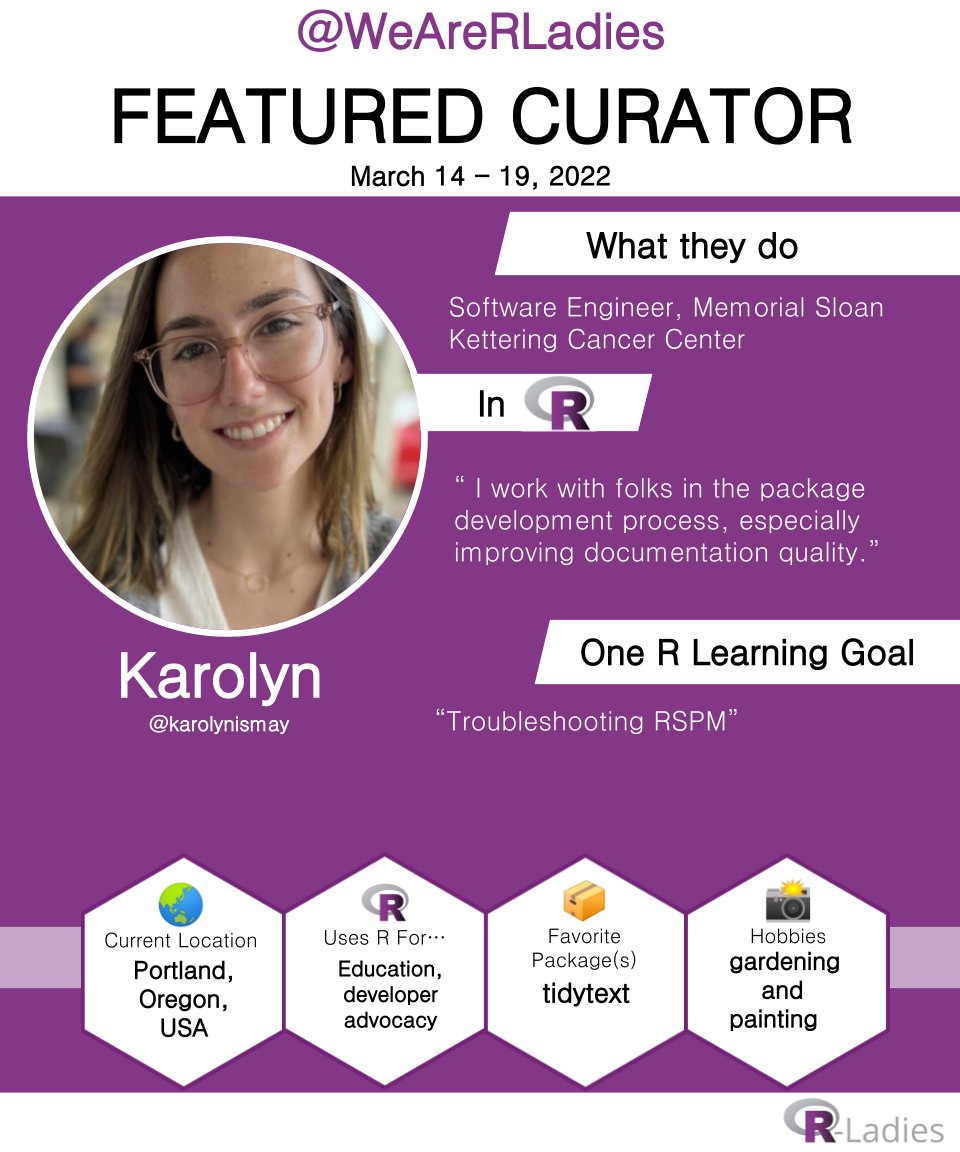 @WeAreRLadies
FEATURED CURATOR
March 14 – 19, 2022
What they do
Software Engineer, Memorial Sloan
Kettering Cancer Center
In R
“ I work with folks in the package
development process, especially
improving documentation quality.”
Karolyn
@karolynismay
One R Learning Goal
“Troubleshooting RSPM”
Current Location
Portland,
Oregon,
USA
R
Uses R For…
Education,
developer
advocacy
Favorite
Package(s)
tidytext
Hobbies
gardening
and
painting
R-Ladies